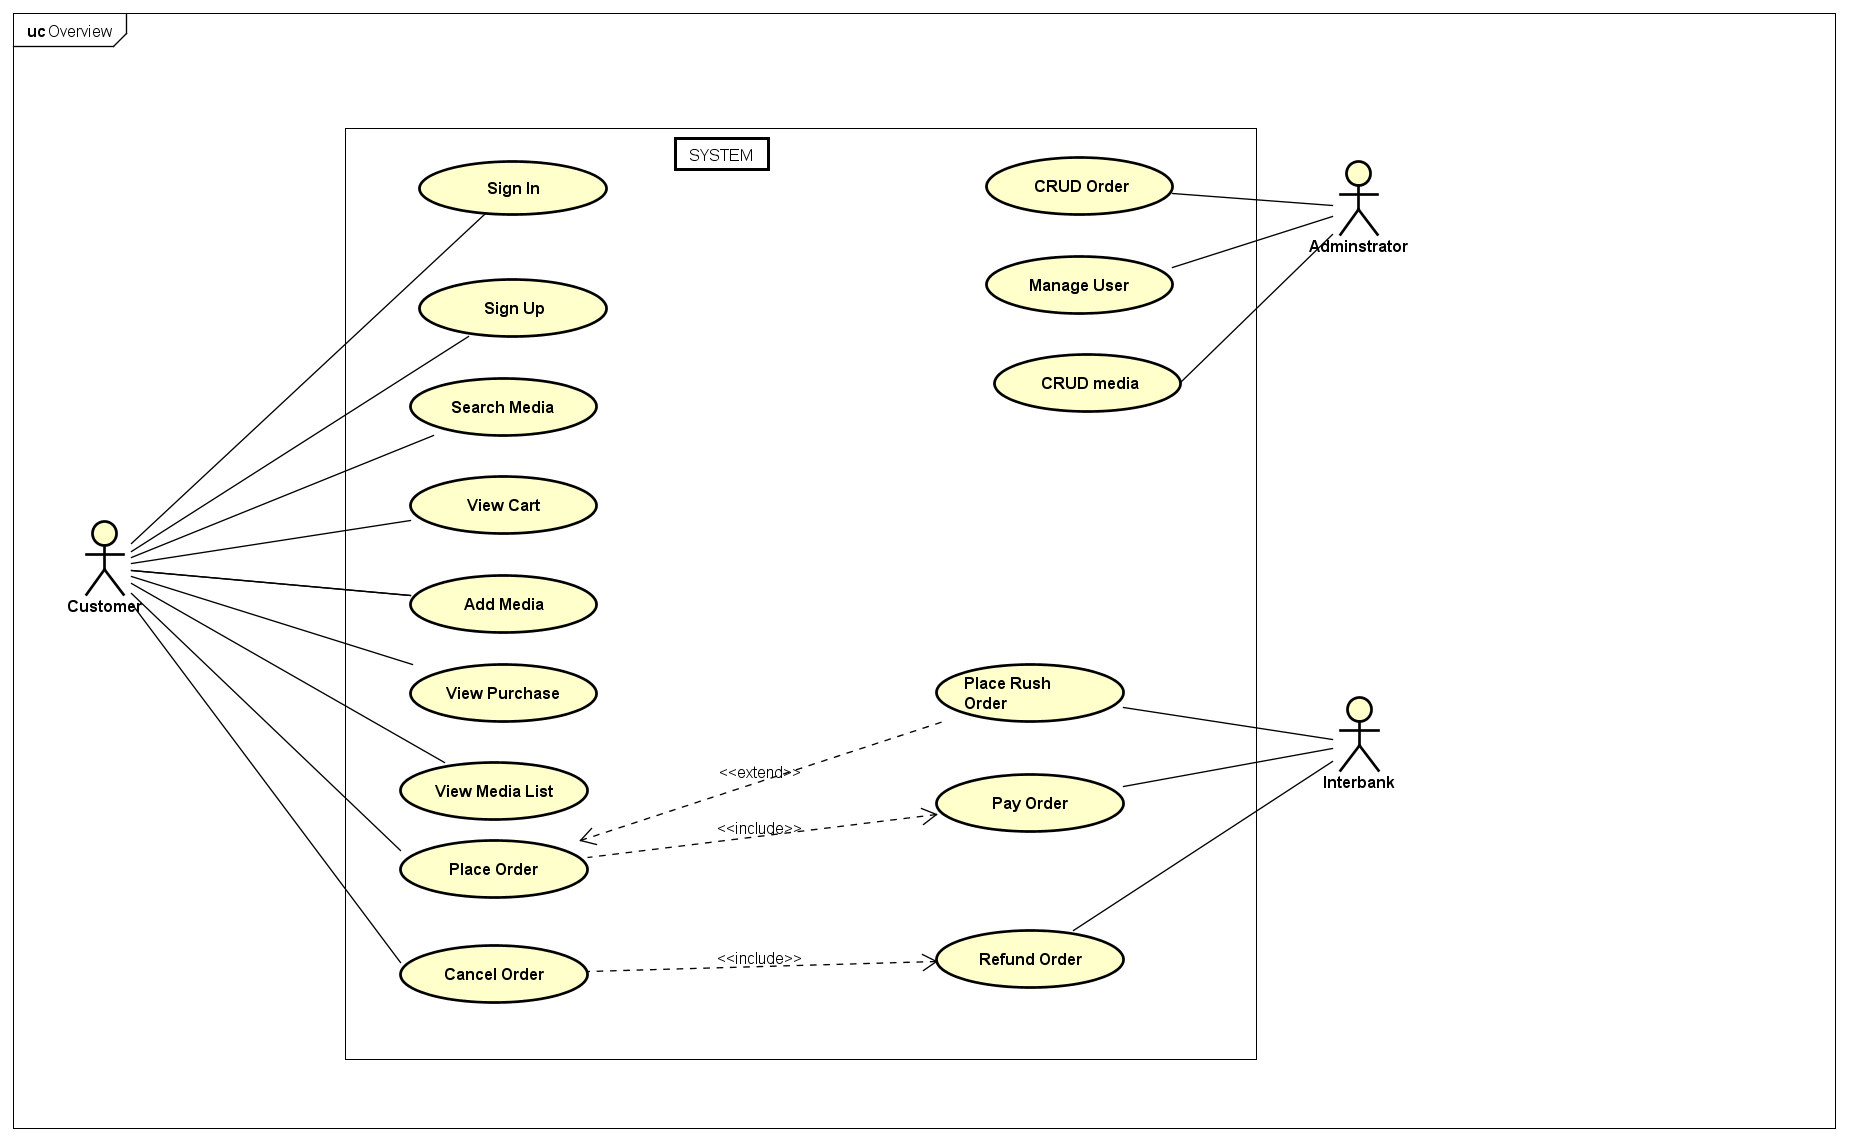 uc Overview
SYSTEM
Sign In
CRUD Order
Adminstrator
Sign Up
Manage User
Search Media
CRUD media
View Cart
Customer
Add Media
View Purchase
Place Rush
Order
<<extend>>
Interbank
View Media List
Pay Order
<<include>>
Place Order
<<include>>
Refund Order
Cancel Order